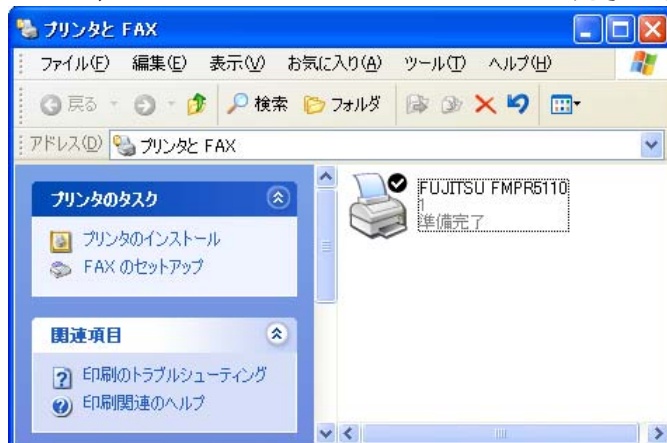 プリンタと FAX
ファイル(F) 編集(E) 表示(V) お気に入り(A) ツール(T) ヘルプ(H)
戻る 検索 フォルダ
アドレス(D) プリンタと FAX
プリンタのタスク
プリンタのインストール
FAX のセットアップ
関連項目
印刷のトラブルシューティング
印刷関連のヘルプ
FUJITSU FMPR5110
1
準備完了